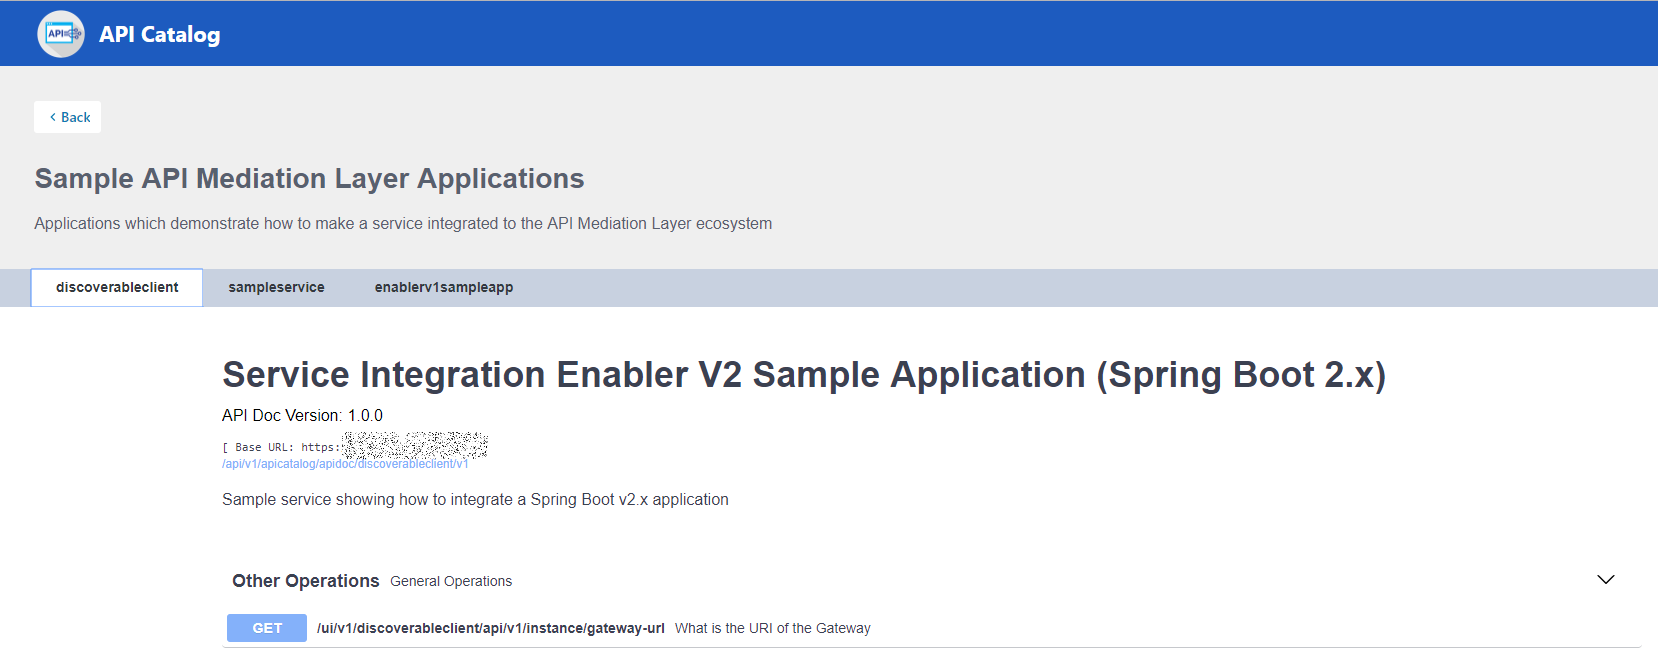 API
API Catalog
< Back
Sample API Mediation Layer Applications
Applications which demonstrate how to make a service integrated to the API Mediation Layer ecosystem
discoverableclient sampleservice enablerv1sampleapp
Service Integration Enabler V2 Sample Application (Spring Boot 2.x)
API Doc Version: 1.0.0
[ Base URL: https:
/api/v1/apicatalog/apidoc/discoverableclient/v1
Sample service showing how to integrate a Spring Boot v2.x application
Other Operations General Operations
GET /ui/v1/discoverableclient/api/v1/instance/gateway-url What is the URI of the Gateway